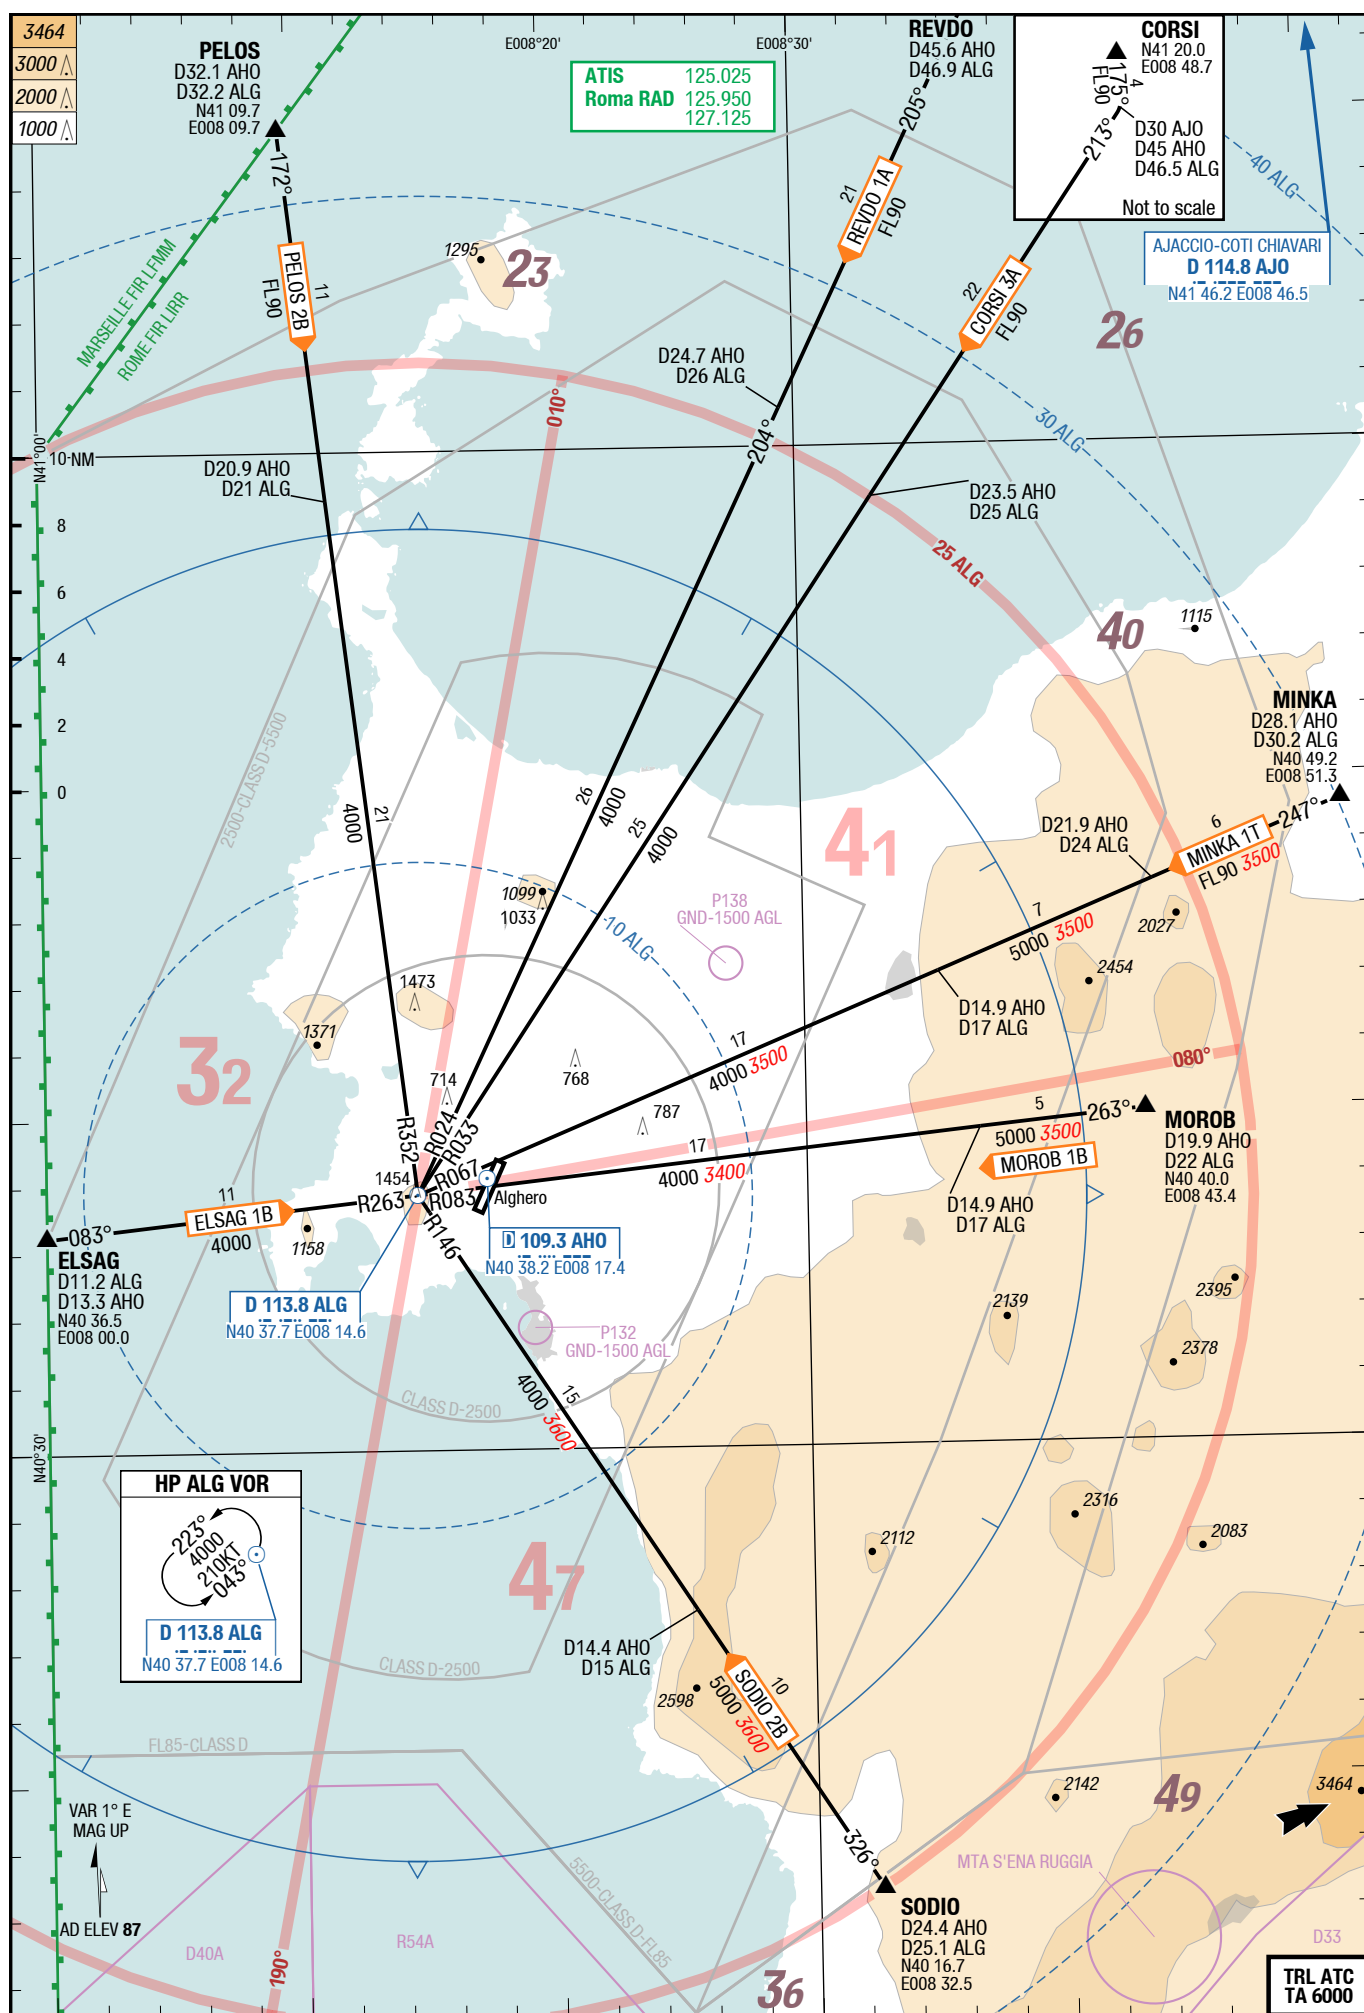 3464
3000
2000
1000
PELOS
D32.1 AHO
D32.2 ALG
N41 09.7
E008 09.7
E008°20'
E008°30'
ATIS 125.025
Roma RAD 125.950
127.125
REVDO
D45.6 AHO
D46.9 ALG
205°
CORSI
N41 20.0
E008 48.7
4
175°
FL90
213°
D30 AJO
D45 AHO
D46.5 ALG
Not to scale
40 ALG
AJACCIO-COTI CHIAVARI
D 114.8 AJO
N41 46.2 E008 46.5
172°
PELOS 2B
11
FL90
MARSEILLE FIR LFMM
ROME FIR LIRR
1295
23
21
REVDO 1A
FL90
22
CORSI 3A
FL90
26
D24.7 AHO
D26 ALG
204°
010°
30 ALG
N41°00'
10 NM
8
6
4
2
0
D20.9 AHO
D21 ALG
D23.5 AHO
D25 ALG
25 ALG
40
1115
MINKA
D28.1 AHO
D30.2 ALG
N40 49.2
E008 51.3
247°
6
MINKA 1T
FL90 3500
D21.9 AHO
D24 ALG
2500-CLASS D-5500
21
4000
26
4000
25
4000
41
1099
1033
10 ALG
P138
GND-1500 AGL
7
5000 3500
2027
2454
1473
1371
32
D14.9 AHO
D17 ALG
17
4000 3500
080°
714
768
787
R352
R024
R033
R067
R083
R263
R146
1454
Alghero
17
4000 3400
5
5000 3500
263°
MOROB 1B
MOROB
D19.9 AHO
D22 ALG
N40 40.0
E008 43.4
D14.9 AHO
D17 ALG
083°
11
ELSAG 1B
4000
1158
ELSAG
D11.2 ALG
D13.3 AHO
N40 36.5
E008 00.0
D 109.3 AHO
N40 38.2 E008 17.4
D 113.8 ALG
N40 37.7 E008 14.6
P132
GND-1500 AGL
2395
2139
2378
15
4000 3600
CLASS D-2500
N40°30'
HP ALG VOR
223°
4000
210KT
043°
D 113.8 ALG
N40 37.7 E008 14.6
2316
2083
2112
47
D14.4 AHO
D15 ALG
CLASS D-2500
2598
10
SODIO 2B
5000 3600
FL85-CLASS D
VAR 1° E
MAG UP
AD ELEV 87
2142
49
3464
326°
SODIO
D24.4 AHO
D25.1 ALG
N40 16.7
E008 32.5
5500-CLASS D-FL85
MTA S'ENA RUGGIA
D40A
R54A
190°
36
D33
TRL ATC
TA 6000